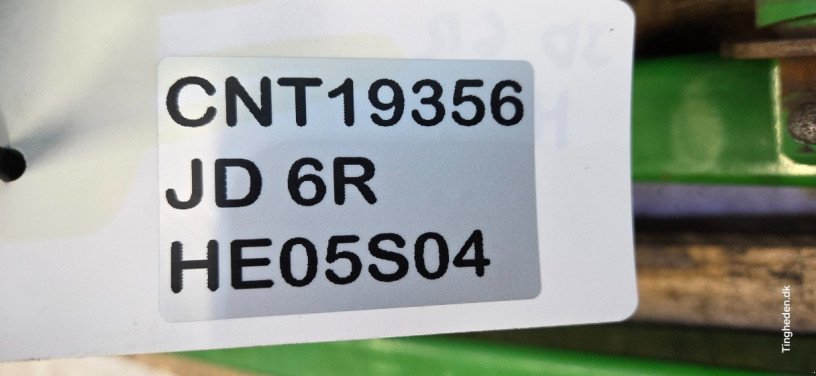 CNT19356
JD 6R
HE05S04
Tingheden.dk